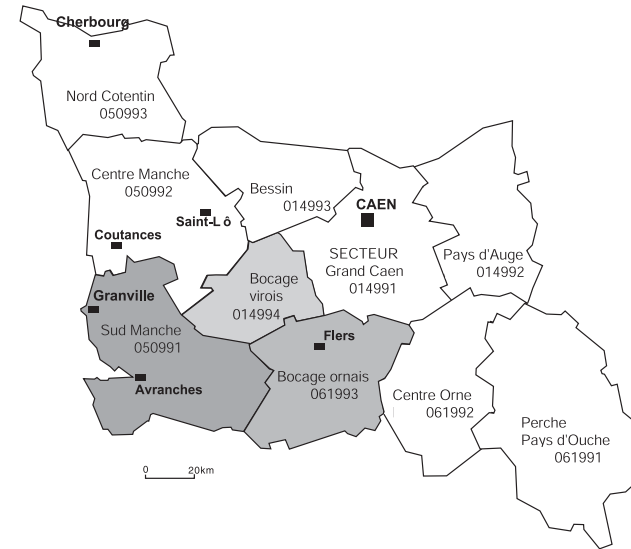 Cherbourg
Nord Cotentin
050993
Centre Manche
050992
Saint-L ô
Coutances
Bessin
014993
CAEN
SECTEUR
Grand Caen
014991
Pays d'Auge
014992
Bocage
virois
014994
Granville
Sud Manche
050991
Avranches
Flers
Bocage ornais
061993
Centre Orne
061992
Perche
Pays d'Ouche
061991
0 20km